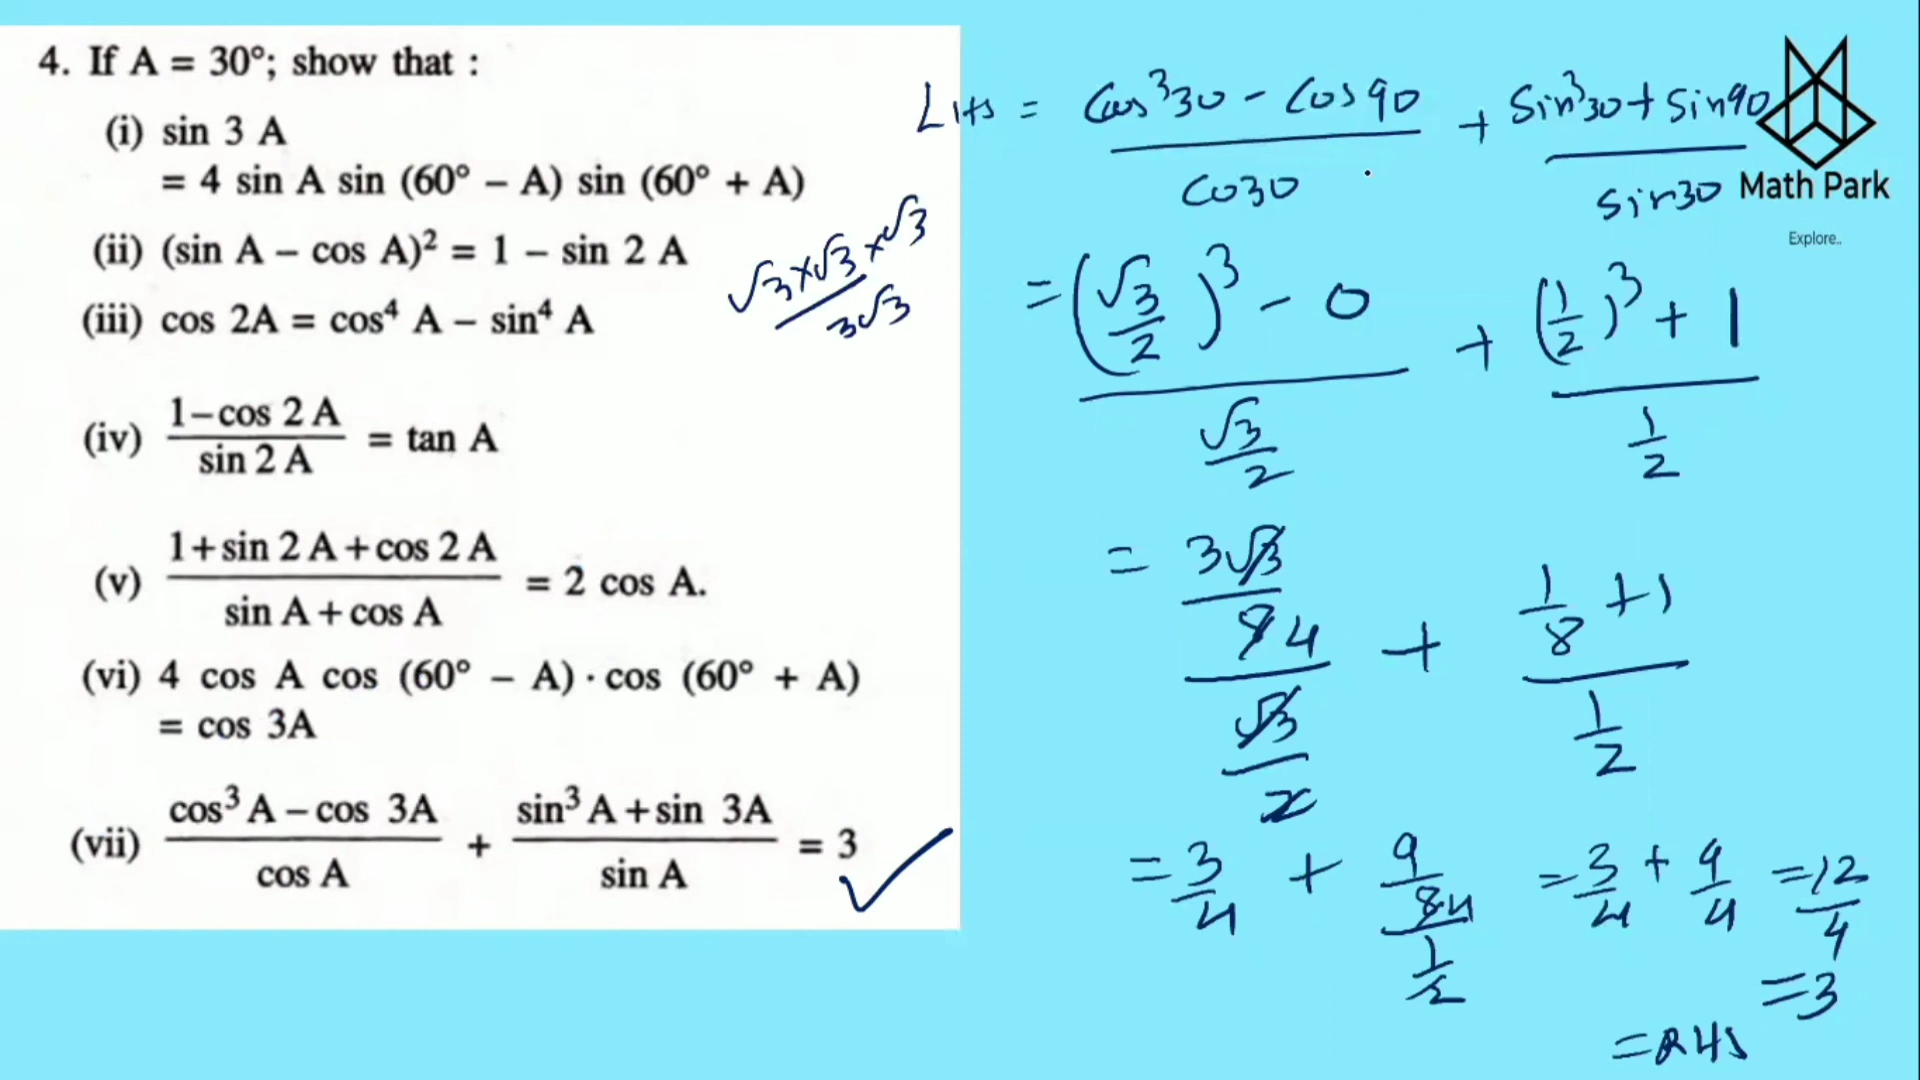 4. If A = 30°; show that :
(i) sin 3 A
= 4 sin A sin (60° – A) sin (60° + A)
(ii) (sin A – cos A)² = 1 – sin 2 A
(iii) cos 2A = cos⁴ A – sin⁴ A
(iv) (1–cos 2 A)/(sin 2 A) = tan A
(v) (1+sin 2 A+cos 2 A)/(sin A+cos A) = 2 cos A.
(vi) 4 cos A cos (60° – A) · cos (60° + A)
= cos 3A
(vii) (cos³ A – cos 3A)/(cos A) + (sin³ A + sin 3A)/(sin A) = 3
√3×√3×√3
3√3
LHS = (Cos³30 - Cos90)/(Co30) + (Sin³30 + Sin90)/(Sin30)
= ((√3/2)³ - 0)/(√3/2) + ((1/2)³ + 1)/(1/2)
= (3√3/8 4)/(√3/2) + (1/8 + 1)/(1/2)
= 3/4 + (9/8 4)/(1/2) = 3/4 + 9/4 = 12/4
= 3
= RHS
Math Park
Explore..